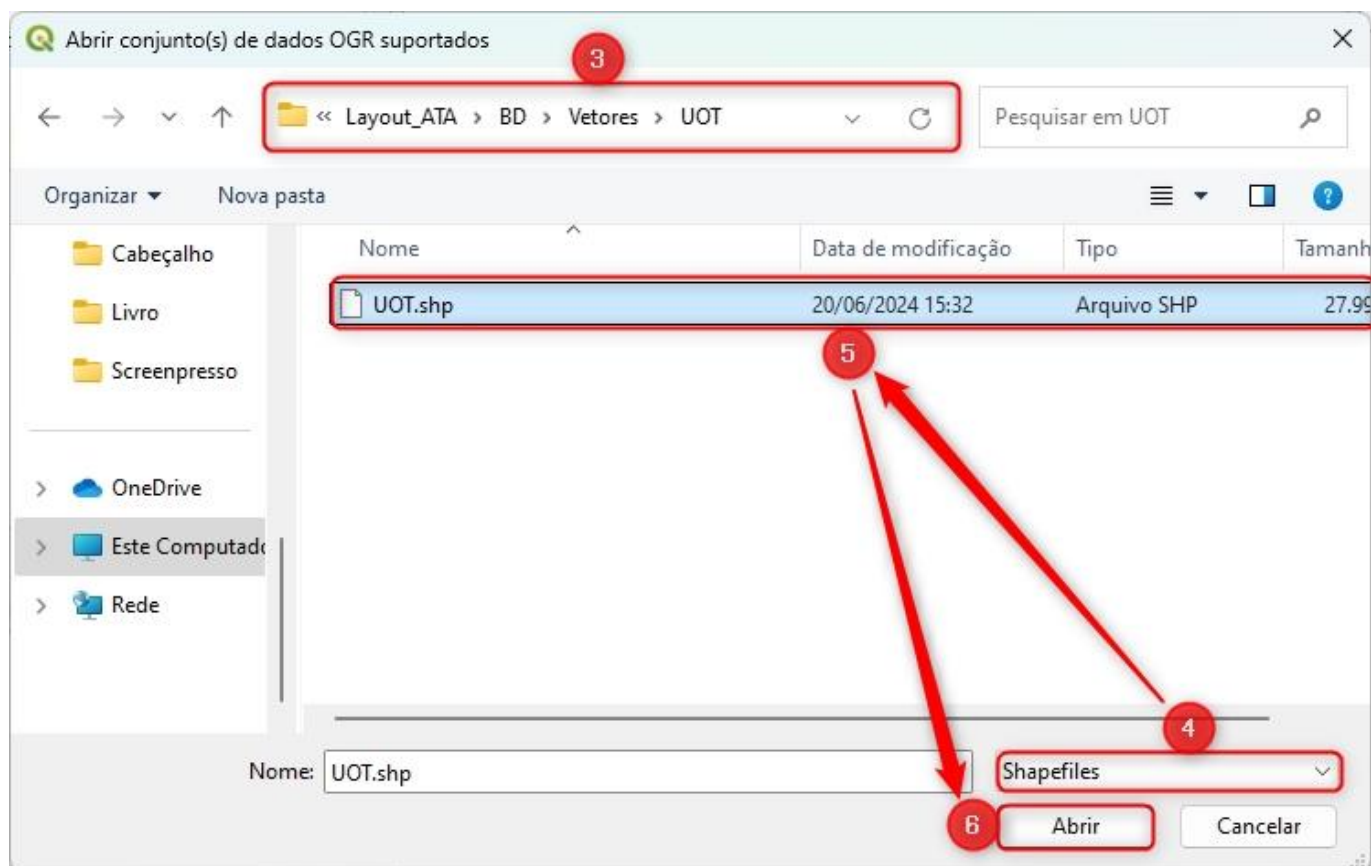 Abrir conjunto(s) de dados OGR suportados
3
« Layout_ATA > BD > Vetores > UOT
Pesquisar em UOT
Organizar
Nova pasta
?
Cabeçalho
Nome
Data de modificação
Tipo
Tamanh
Livro
UOT.shp
20/06/2024 15:32
Arquivo SHP
27.99
5
Screenpresso
OneDrive
Este Computado
Rede
4
Nome:
UOT.shp
Shapefiles
6
Abrir
Cancelar